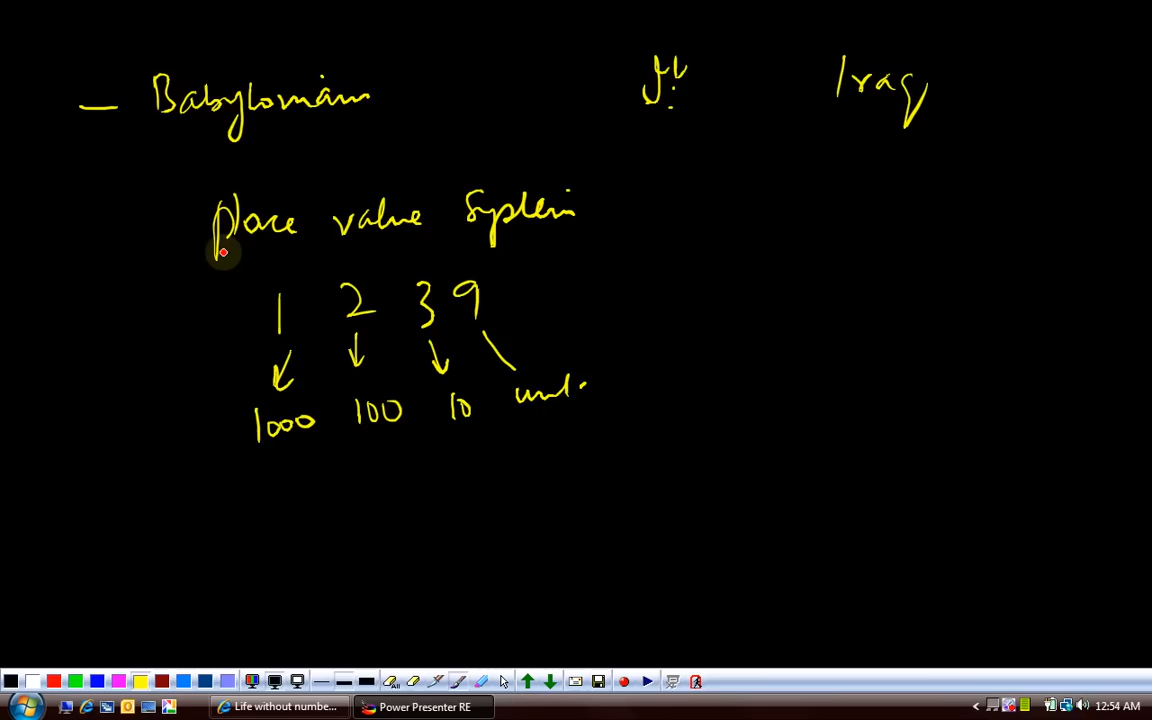 — Babylonian Iraq
place value System
1 2 3 9
1000 100 10 unit
Life without numbe...
Power Presenter RE
12:54 AM